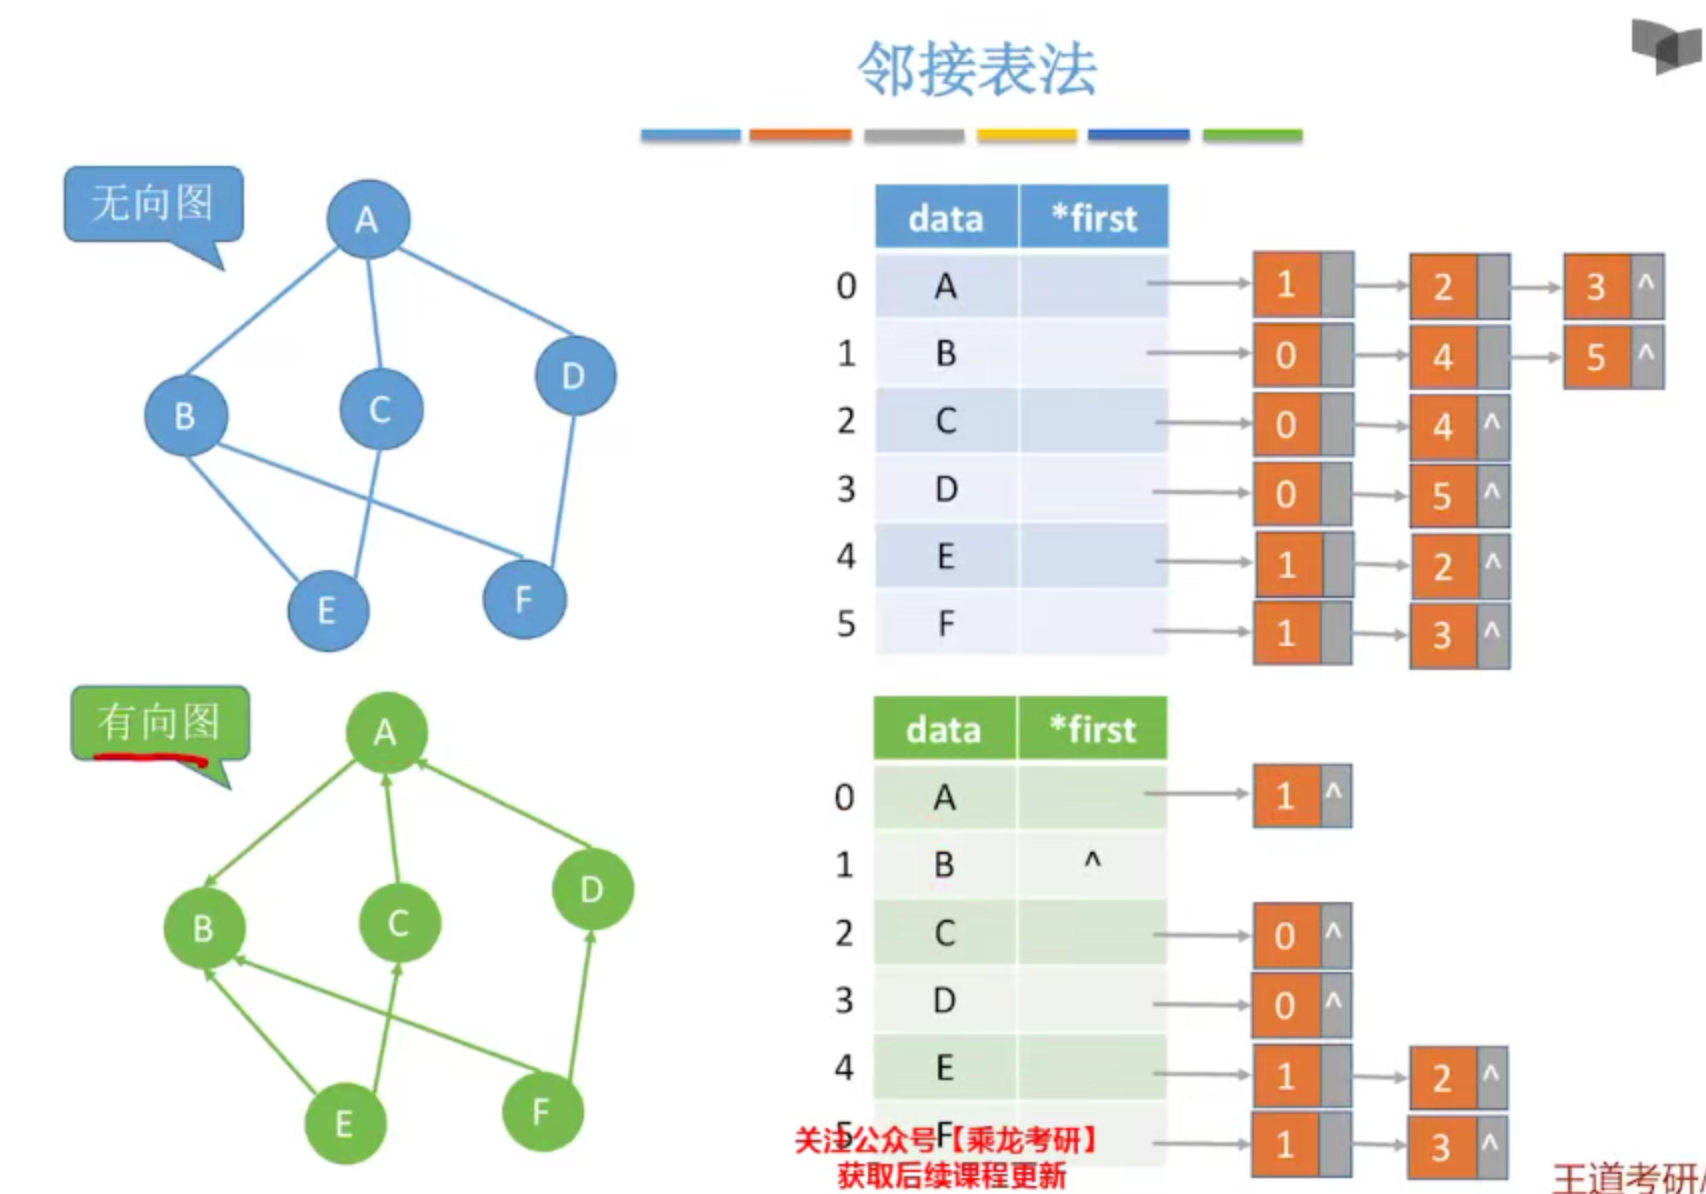 邻接表法
无向图
A
B
C
D
E
F
data *first
0 A 1 2 3 ^
1 B 0 4 5 ^
2 C 0 4 ^
3 D 0 5 ^
4 E 1 2 ^
5 F 1 3 ^
有向图
A
B
C
D
E
F
data *first
0 A 1 ^
1 B ^
2 C 0 ^
3 D 0 ^
4 E 1 2 ^
5 F 1 3 ^
关注公众号【乘龙考研】
获取后续课程更新
王道考研/